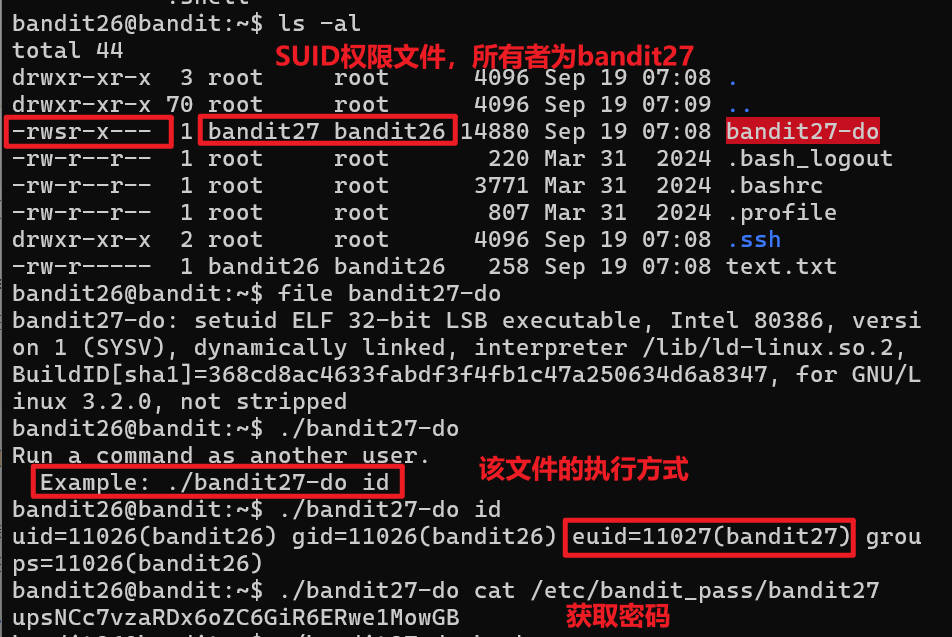 bandit26@bandit:~$ ls -al
total 44
SUID权限文件，所有者为bandit27
drwxr-xr-x  3 root     root      4096 Sep 19 07:08 .
drwxr-xr-x 70 root     root      4096 Sep 19 07:09 ..
-rwsr-x---  1 bandit27 bandit26 14880 Sep 19 07:08 bandit27-do
-rw-r--r--  1 root     root       220 Mar 31  2024 .bash_logout
-rw-r--r--  1 root     root      3771 Mar 31  2024 .bashrc
-rw-r--r--  1 root     root       807 Mar 31  2024 .profile
drwxr-xr-x  2 root     root      4096 Sep 19 07:08 .ssh
-rw-r-----  1 bandit26 bandit26   258 Sep 19 07:08 text.txt
bandit26@bandit:~$ file bandit27-do
bandit27-do: setuid ELF 32-bit LSB executable, Intel 80386, versi
on 1 (SYSV), dynamically linked, interpreter /lib/ld-linux.so.2,
BuildID[sha1]=368cd8ac4633fabdf3f4fb1c47a250634d6a8347, for GNU/L
inux 3.2.0, not stripped
bandit26@bandit:~$ ./bandit27-do
Run a command as another user.
该文件的执行方式
Example: ./bandit27-do id
bandit26@bandit:~$ ./bandit27-do id
uid=11026(bandit26) gid=11026(bandit26) euid=11027(bandit27) grou
ps=11026(bandit26)
bandit26@bandit:~$ ./bandit27-do cat /etc/bandit_pass/bandit27
upsNCc7vzaRDx6oZC6GiR6ERwe1MowGB
获取密码